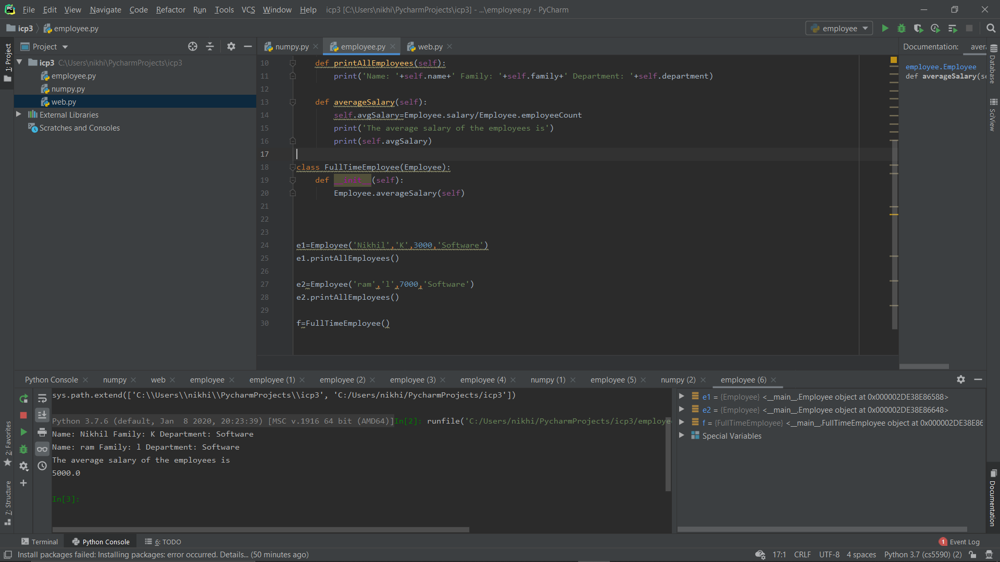 File Edit View Navigate Code Refactor Run Tools VCS Window Help icp3 [C:\Users\nikhi\PycharmProjects\icp3] - ...\employee.py - PyCharm
icp3 employee.py
employee
1: Project
Project
icp3 C:\Users\nikhi\PycharmProjects\icp3
employee.py
numpy.py
web.py
External Libraries
Scratches and Consoles
numpy.py employee.py web.py
10 def printAllEmployees(self):
11 print('Name: '+self.name+' Family: '+self.family+' Department: '+self.department)
12
13 def averageSalary(self):
14 self.avgSalary=Employee.salary/Employee.employeeCount
15 print('The average salary of the employees is')
16 print(self.avgSalary)
17
18 class FullTimeEmployee(Employee):
19 def __init__(self):
20 Employee.averageSalary(self)
21
22
23
24 e1=Employee('Nikhil','K',3000,'Software')
25 e1.printAllEmployees()
26
27 e2=Employee('ram','l',7000,'Software')
28 e2.printAllEmployees()
29
30 f=FullTimeEmployee()
Documentation: aver
employee.Employee
def averageSalary(se
Database
SciView
Python Console numpy web employee employee (1) employee (2) employee (3) employee (4) numpy (1) employee (5) numpy (2) employee (6)
sys.path.extend(['C:\\Users\\nikhi\\PycharmProjects\\icp3', 'C:/Users/nikhi/PycharmProjects/icp3'])
Python 3.7.6 (default, Jan  8 2020, 20:23:39) [MSC v.1916 64 bit (AMD64)]In[2]: runfile('C:/Users/nikhi/PycharmProjects/icp3/employe
Name: Nikhil Family: K Department: Software
Name: ram Family: l Department: Software
The average salary of the employees is
5000.0
In[3]:
e1 = {Employee} <__main__.Employee object at 0x000002DE38E86588>
e2 = {Employee} <__main__.Employee object at 0x000002DE38E86648>
f = {FullTimeEmployee} <__main__.FullTimeEmployee object at 0x000002DE38E86
Special Variables
2: Favorites
7: Structure
Documentation
Terminal Python Console 6: TODO
1 Event Log
Install packages failed: Installing packages: error occurred. Details... (50 minutes ago)
17:1 CRLF UTF-8 4 spaces Python 3.7 (cs5590) (2)